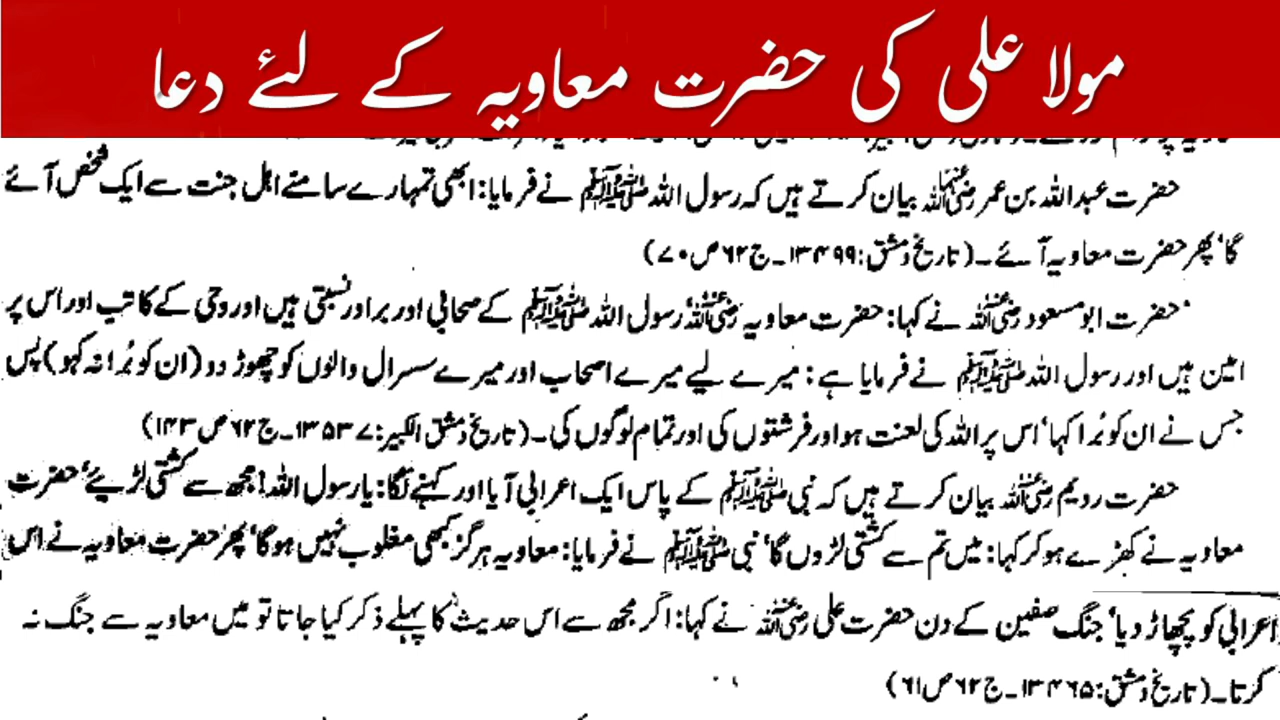 مولا علی کی حضرت معاویہ کے لئے دعا
حضرت عبداللہ بن عمر رضی اللہ عنہما بیان کرتے ہیں کہ رسول اللہ ﷺ نے فرمایا: ابھی تمہارے سامنے اہل جنت سے ایک شخص آئے
گا' پھر حضرت معاویہ آئے۔ (تاریخ دمشق: ۱۳۴۹۹۔ ج ۶۲ ص ۷۰)
حضرت ابو مسعود رضی اللہ عنہ نے کہا: حضرت معاویہ رضی اللہ عنہ' رسول اللہ ﷺ کے صحابی اور برادر نسبتی ہیں اور وحی کے کاتب اور اس پر
امین ہیں اور رسول اللہ ﷺ نے فرمایا ہے: میرے لیے میرے اصحاب اور میرے سسرال والوں کو چھوڑ دو (ان کو بُرا نہ کہو) پس
جس نے ان کو بُرا کہا' اس پر اللہ کی لعنت ہو اور فرشتوں کی اور تمام لوگوں کی۔ (تاریخ دمشق الکبیر: ۱۳۵۳۷۔ ج ۶۲ ص ۱۴۳)
حضرت رویم رضی اللہ عنہ بیان کرتے ہیں کہ نبی ﷺ کے پاس ایک اعرابی آیا اور کہنے لگا: یا رسول اللہ! مجھ سے کشتی لڑیئے' حضرت
معاویہ نے کھڑے ہو کر کہا: میں تم سے کشتی لڑوں گا' نبی ﷺ نے فرمایا: معاویہ ہرگز کبھی مغلوب نہیں ہوگا' پھر حضرت معاویہ نے اس
اعرابی کو پچھاڑ دیا' جنگ صفین کے دن حضرت علی رضی اللہ عنہ نے کہا: اگر مجھ سے اس حدیث کا پہلے ذکر کیا جاتا تو میں معاویہ سے جنگ نہ
کرتا۔ (تاریخ دمشق: ۱۳۴۶۵۔ ج ۶۲ ص ۶۱)